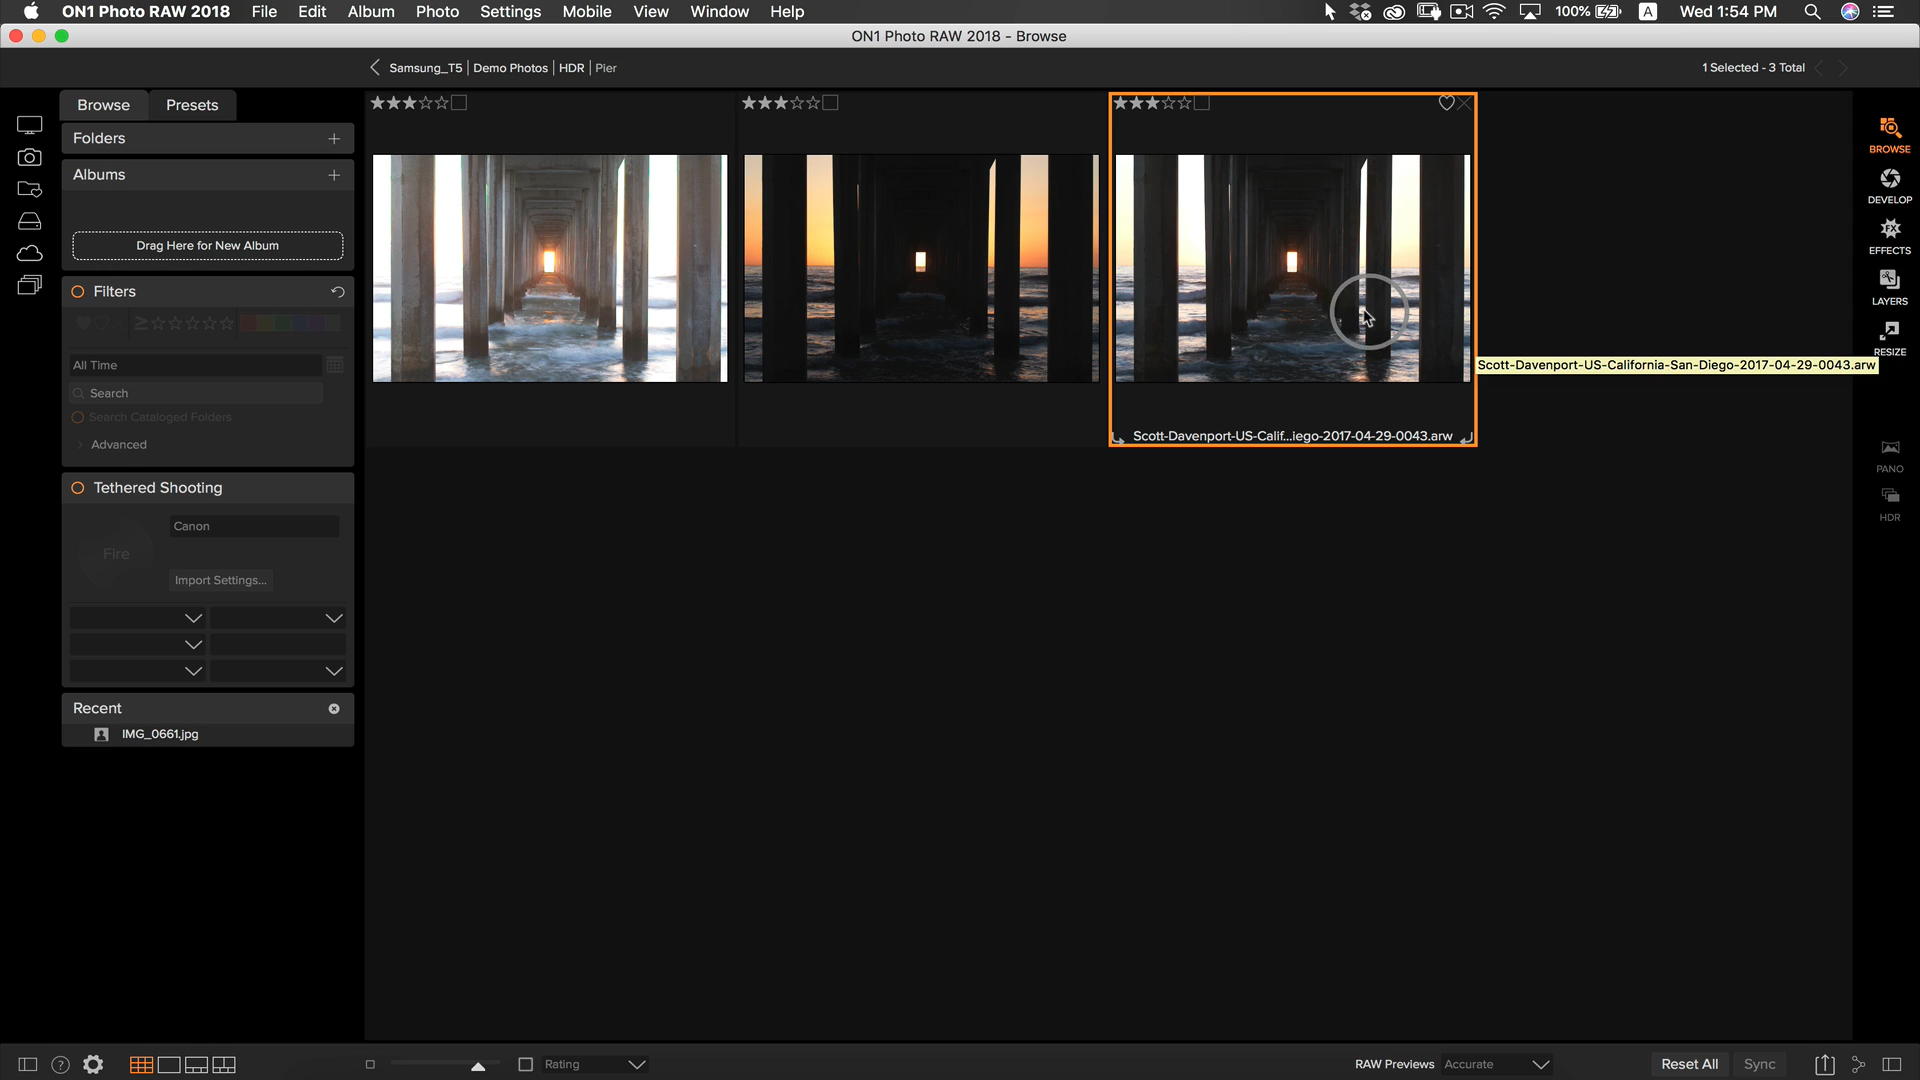 ON1 Photo RAW 2018 File Edit Album Photo Settings Mobile View Window Help 100% A Wed 1:54 PM
ON1 Photo RAW 2018 - Browse
Samsung_T5 | Demo Photos | HDR | Pier
1 Selected - 3 Total
Browse Presets
Folders
Albums
Drag Here for New Album
Filters
All Time
Search
Search Cataloged Folders
Advanced
Tethered Shooting
Canon
Fire
Import Settings...
Recent
IMG_0661.jpg
Scott-Davenport-US-Calif...iego-2017-04-29-0043.arw
Scott-Davenport-US-California-San-Diego-2017-04-29-0043.arw
BROWSE
DEVELOP
FX
EFFECTS
LAYERS
RESIZE
PANO
HDR
? Rating
RAW Previews Accurate
Reset All Sync